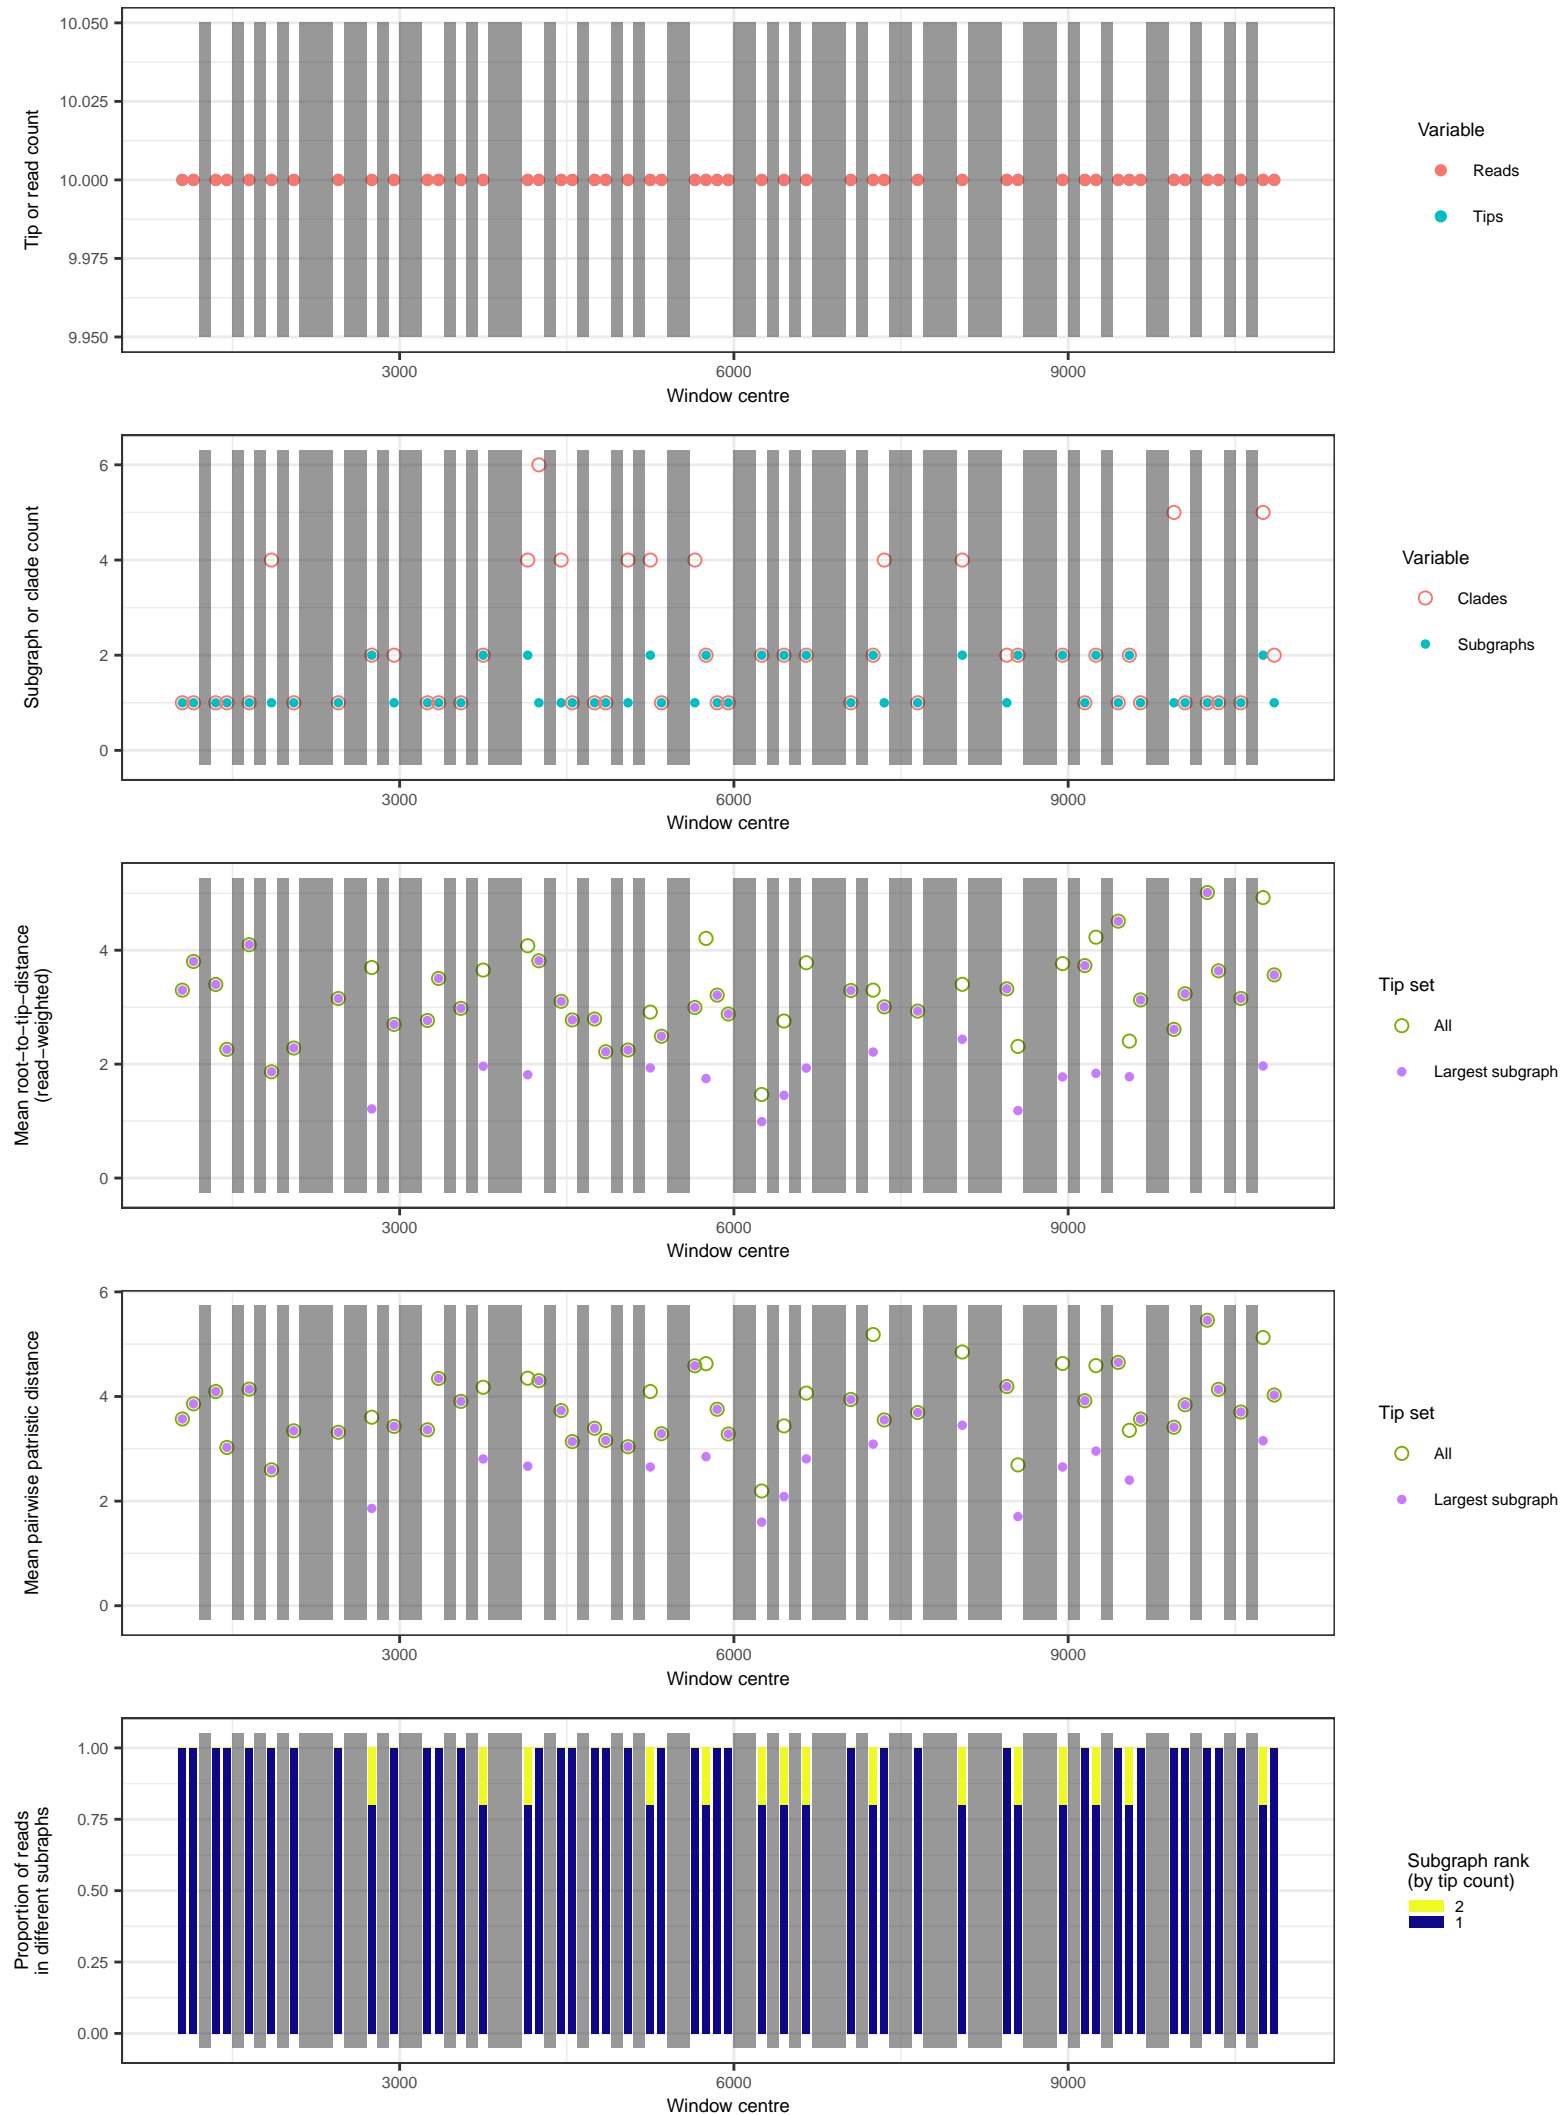 10.050
10.025
10.000
9.975
9.950
Tip or read count
3000 6000 9000
Window centre
Variable
Reads
Tips
6
4
2
0
Subgraph or clade count
3000 6000 9000
Window centre
Variable
Clades
Subgraphs
4
2
0
Mean root−to−tip−distance
(read−weighted)
3000 6000 9000
Window centre
Tip set
All
Largest subgraph
6
4
2
0
Mean pairwise patristic distance
3000 6000 9000
Window centre
Tip set
All
Largest subgraph
1.00
0.75
0.50
0.25
0.00
Proportion of reads
in different subraphs
3000 6000 9000
Window centre
Subgraph rank
(by tip count)
2
1